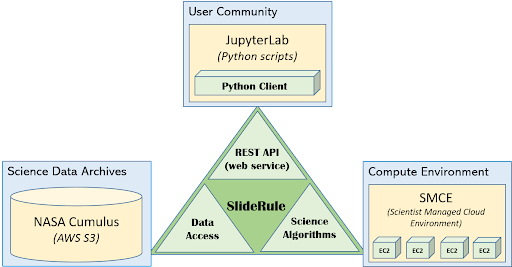 User Community
JupyterLab
(Python scripts)
Python Client
REST API
(web service)
SlideRule
Data
Access
Science
Algorithms
Science Data Archives
NASA Cumulus
(AWS S3)
Compute Environment
SMCE
(Scientist Managed Cloud
Environment)
EC2
EC2
EC2
EC2